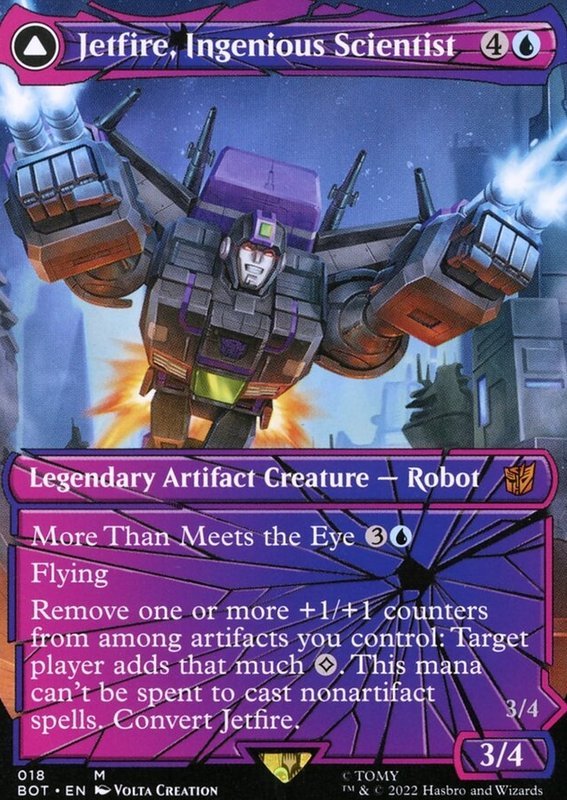 Jetfire, Ingenious Scientist 4
Legendary Artifact Creature — Robot
More Than Meets the Eye 3
Flying
Remove one or more +1/+1 counters
from among artifacts you control: Target
player adds that much C. This mana
can't be spent to cast nonartifact
spells. Convert Jetfire.
3/4
3/4
018 M
BOT • EN VOLTA CREATION
© TOMY
™ & © 2022 Hasbro and Wizards